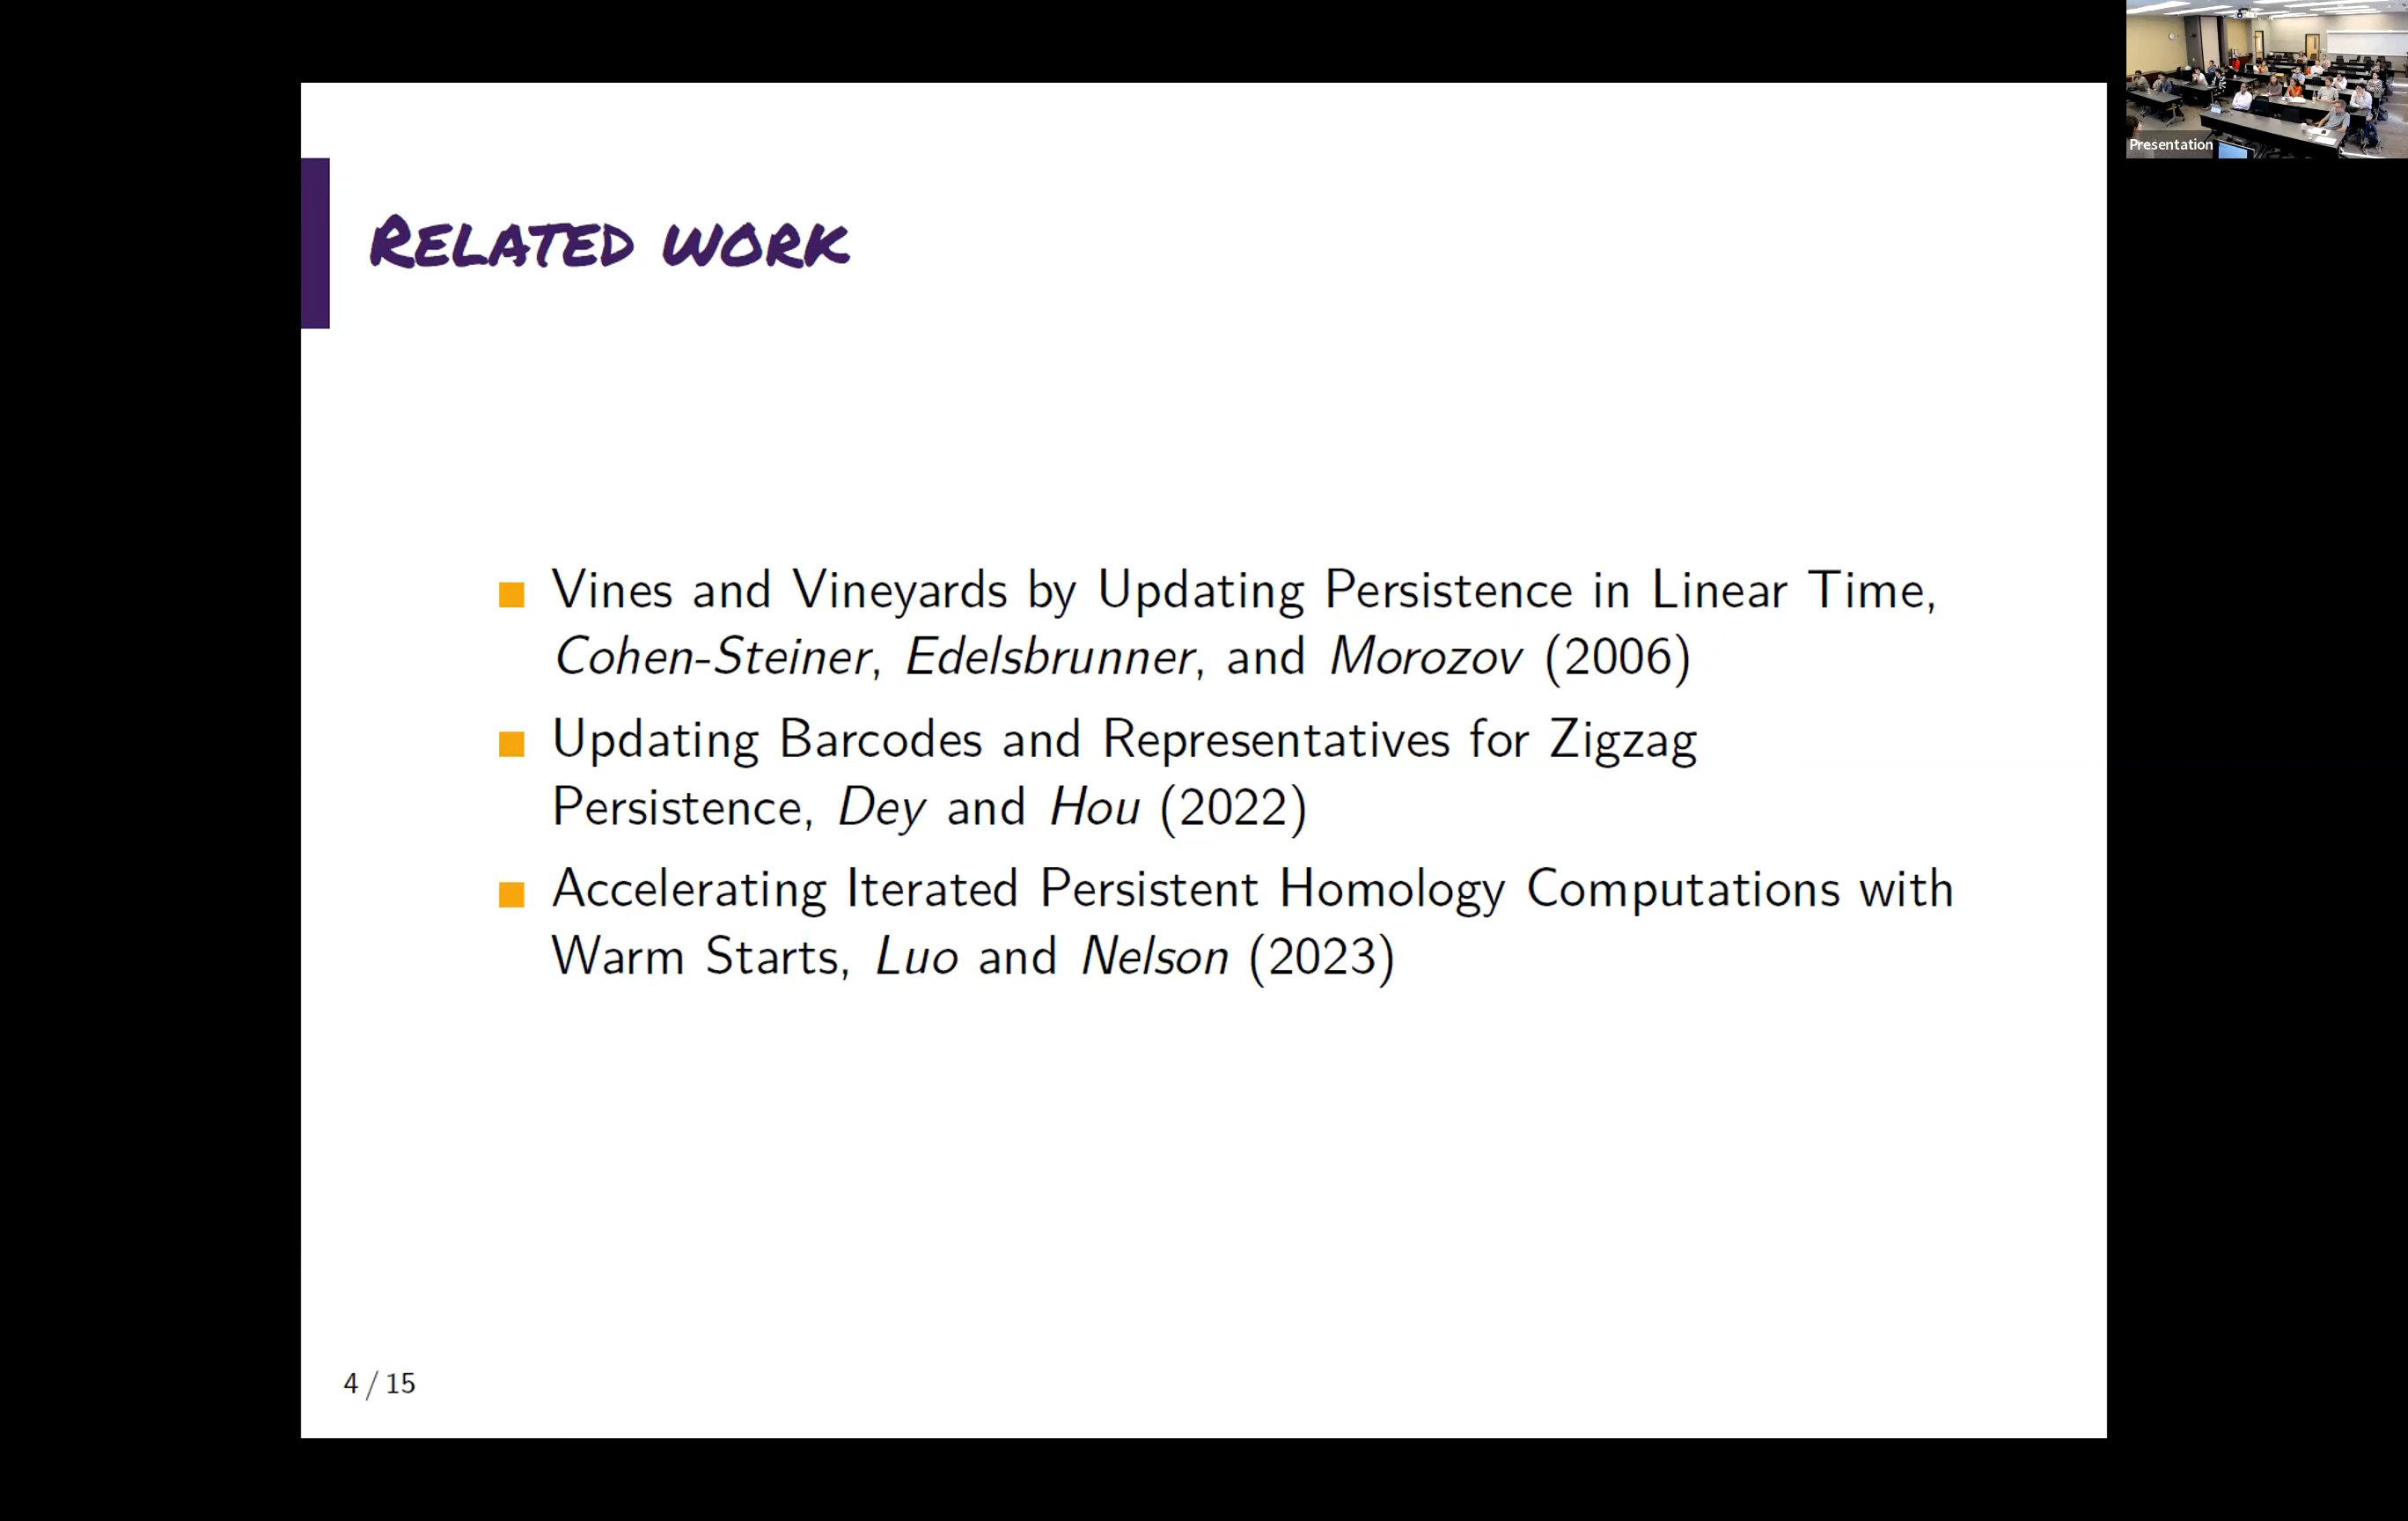 Presentation
RELATED WORK
Vines and Vineyards by Updating Persistence in Linear Time,
Cohen-Steiner, Edelsbrunner, and Morozov (2006)
Updating Barcodes and Representatives for Zigzag
Persistence, Dey and Hou (2022)
Accelerating Iterated Persistent Homology Computations with
Warm Starts, Luo and Nelson (2023)
4 / 15